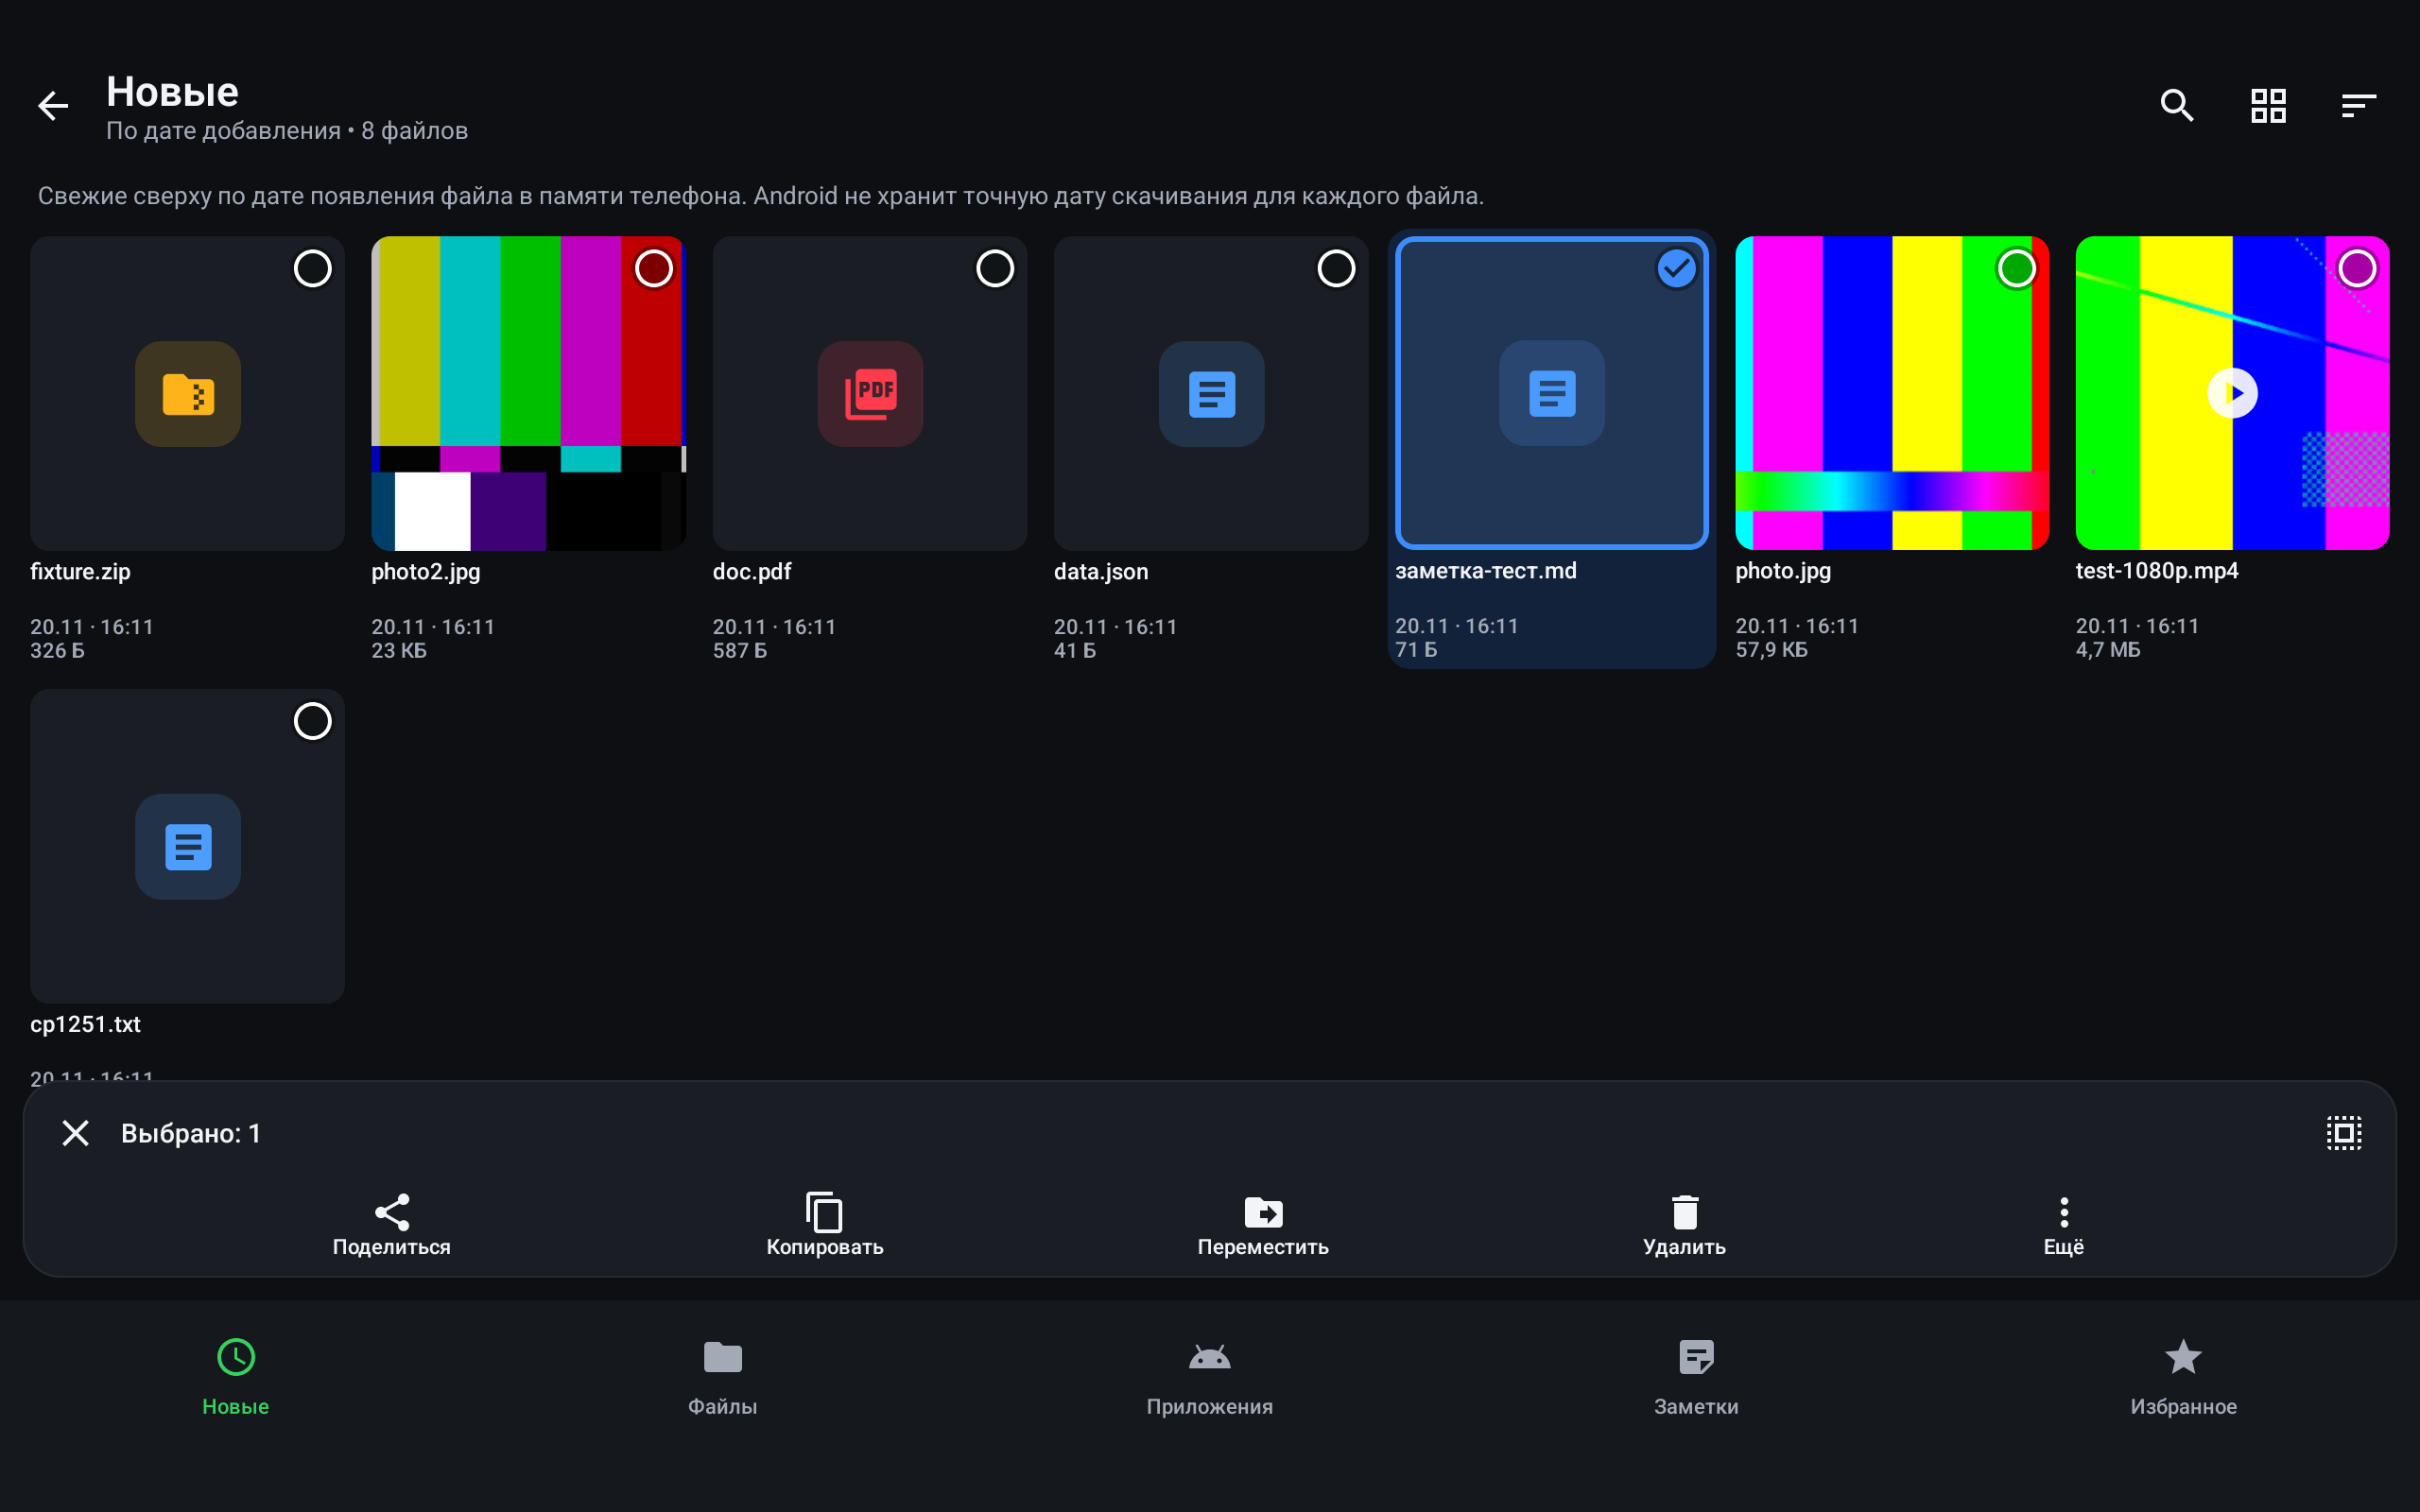 Новые
По дате добавления • 8 файлов
Свежие сверху по дате появления файла в памяти телефона. Android не хранит точную дату скачивания для каждого файла.
PDF
fixture.zip
20.11 · 16:11
326 Б
photo2.jpg
20.11 · 16:11
23 КБ
doc.pdf
20.11 · 16:11
587 Б
data.json
20.11 · 16:11
41 Б
заметка-тест.md
20.11 · 16:11
71 Б
photo.jpg
20.11 · 16:11
57,9 КБ
test-1080p.mp4
20.11 · 16:11
4,7 МБ
cp1251.txt
20.11 · 16:11
Выбрано: 1
Поделиться
Копировать
Переместить
Удалить
Ещё
Новые
Файлы
Приложения
Заметки
Избранное